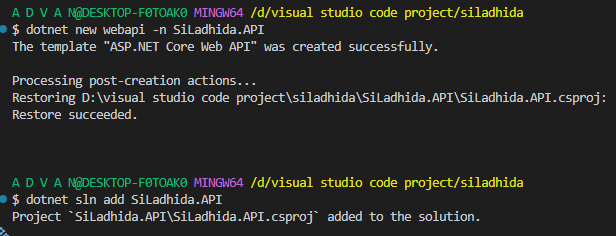 A D V A N@DESKTOP-F0TOAK0 MINGW64 /d/visual studio code project/siladhida
$ dotnet new webapi -n SiLadhida.API
The template "ASP.NET Core Web API" was created successfully.
Processing post-creation actions...
Restoring D:\visual studio code project\siladhida\SiLadhida.API\SiLadhida.API.csproj:
Restore succeeded.
A D V A N@DESKTOP-F0TOAK0 MINGW64 /d/visual studio code project/siladhida
$ dotnet sln add SiLadhida.API
Project `SiLadhida.API\SiLadhida.API.csproj` added to the solution.